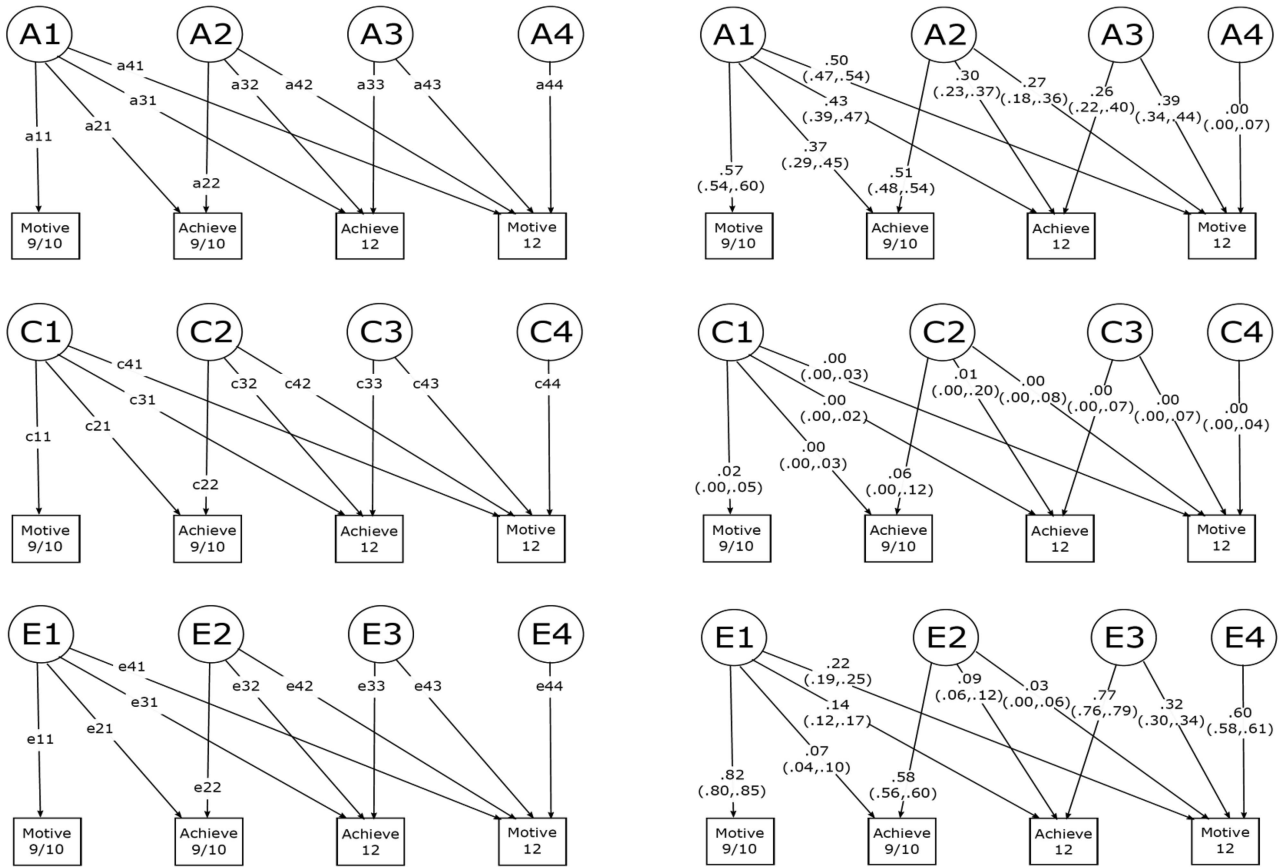 A1 A2 A3 A4
a41
a31
a21
a11
a32
a42
a22
a33
a43
a44
Motive
9/10
Achieve
9/10
Achieve
12
Motive
12
A1 A2 A3 A4
.50
(.47,.54)
.43
(.39,.47)
.37
(.29,.45)
.57
(.54,.60)
.30
(.23,.37)
.27
(.18,.36)
.51
(.48,.54)
.26
(.22,.40)
.39
(.34,.44)
.00
(.00,.07)
Motive
9/10
Achieve
9/10
Achieve
12
Motive
12
C1 C2 C3 C4
c41
c31
c21
c11
c32
c42
c22
c33
c43
c44
Motive
9/10
Achieve
9/10
Achieve
12
Motive
12
C1 C2 C3 C4
.00
(.00,.03)
.00
(.00,.02)
.00
(.00,.03)
.02
(.00,.05)
.01
(.00,.20)
.00
(.00,.08)
.06
(.00,.12)
.00
(.00,.07)
.00
(.00,.07)
.00
(.00,.04)
Motive
9/10
Achieve
9/10
Achieve
12
Motive
12
E1 E2 E3 E4
e41
e31
e21
e11
e32
e42
e22
e33
e43
e44
Motive
9/10
Achieve
9/10
Achieve
12
Motive
12
E1 E2 E3 E4
.22
(.19,.25)
.14
(.12,.17)
.07
(.04,.10)
.82
(.80,.85)
.09
(.06,.12)
.03
(.00,.06)
.58
(.56,.60)
.77
(.76,.79)
.32
(.30,.34)
.60
(.58,.61)
Motive
9/10
Achieve
9/10
Achieve
12
Motive
12